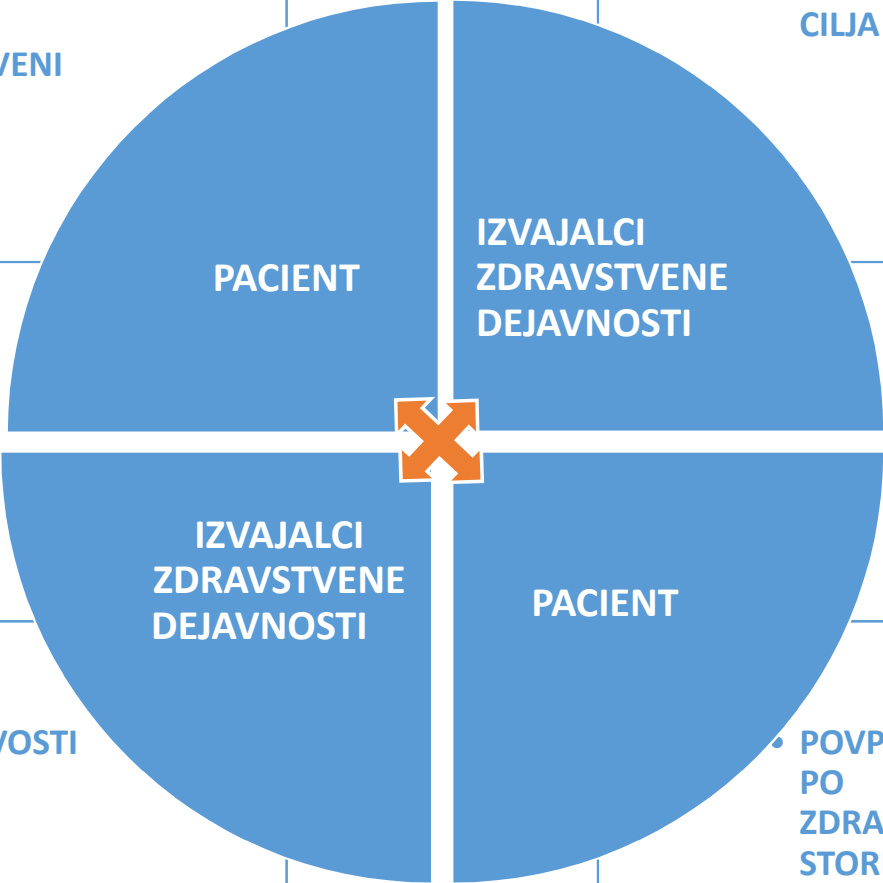 CILJA
VENI
PACIENT
IZVAJALCI
ZDRAVSTVENE
DEJAVNOSTI
IZVAJALCI
ZDRAVSTVENE
DEJAVNOSTI
PACIENT
VOSTI
• POVP
PO
ZDRA
STOR